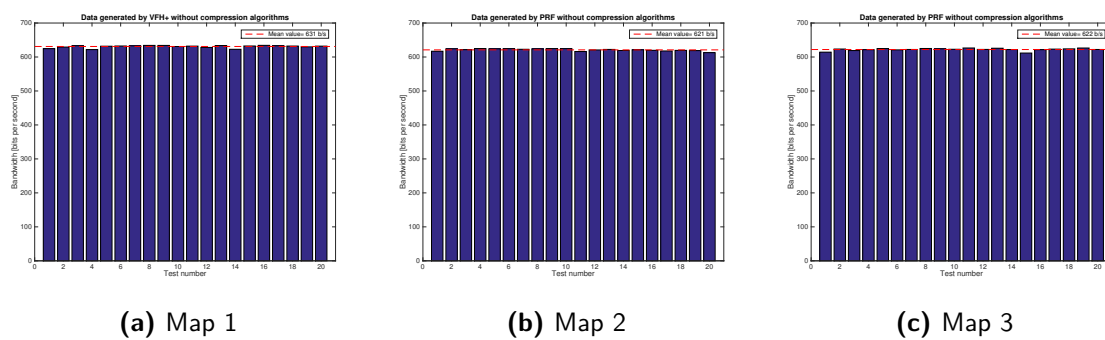 Data generated by VFH+ without compression algorithms
700
600
500
400
300
200
100
0
Bandwidth [bits per second]
Mean value= 631 b/s
0 2 4 6 8 10 12 14 16 18 20
Test number
(a) Map 1
Data generated by PRF without compression algorithms
700
600
500
400
300
200
100
0
Bandwidth [bits per second]
Mean value= 621 b/s
0 2 4 6 8 10 12 14 16 18 20
Test number
(b) Map 2
Data generated by PRF without compression algorithms
700
600
500
400
300
200
100
0
Bandwidth [bits per second]
Mean value= 622 b/s
0 2 4 6 8 10 12 14 16 18 20
Test number
(c) Map 3